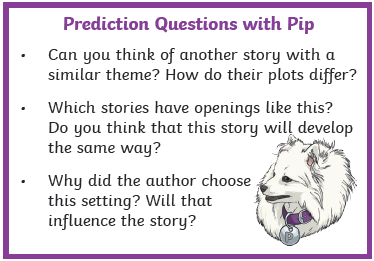 Prediction Questions with Pip
• Can you think of another story with a
similar theme? How do their plots differ?
• Which stories have openings like this?
Do you think that this story will develop
the same way?
• Why did the author choose
this setting? Will that
influence the story?
P